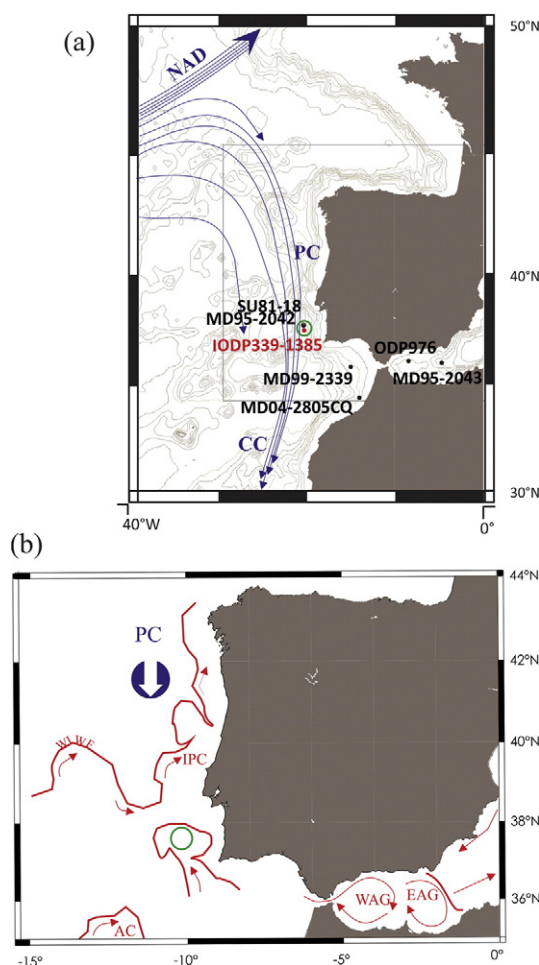 (a)
50°N
NAD
PC
40°N
SU81-18
MD95-2042
IODP339-1385
ODP976
MD99-2339
MD95-2043
MD04-2805CQ
CC
30°N
40°W
0°
(b)
44°N
PC
42°N
WIWF
IPC
40°N
38°N
WAG
EAG
36°N
AC
-15°
-10°
-5°
0°